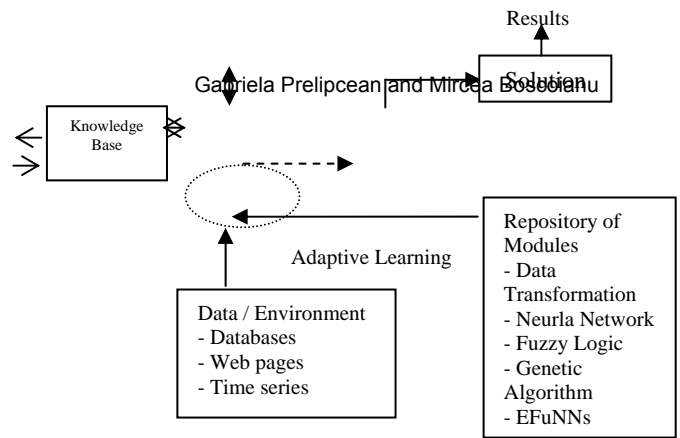 Results
Solution
Gabriela Prelipcean and Mircea Boscoianu
Knowledge
Base
Adaptive Learning
Data / Environment
- Databases
- Web pages
- Time series
Repository of
Modules
- Data
Transformation
- Neurla Network
- Fuzzy Logic
- Genetic
Algorithm
- EFuNNs